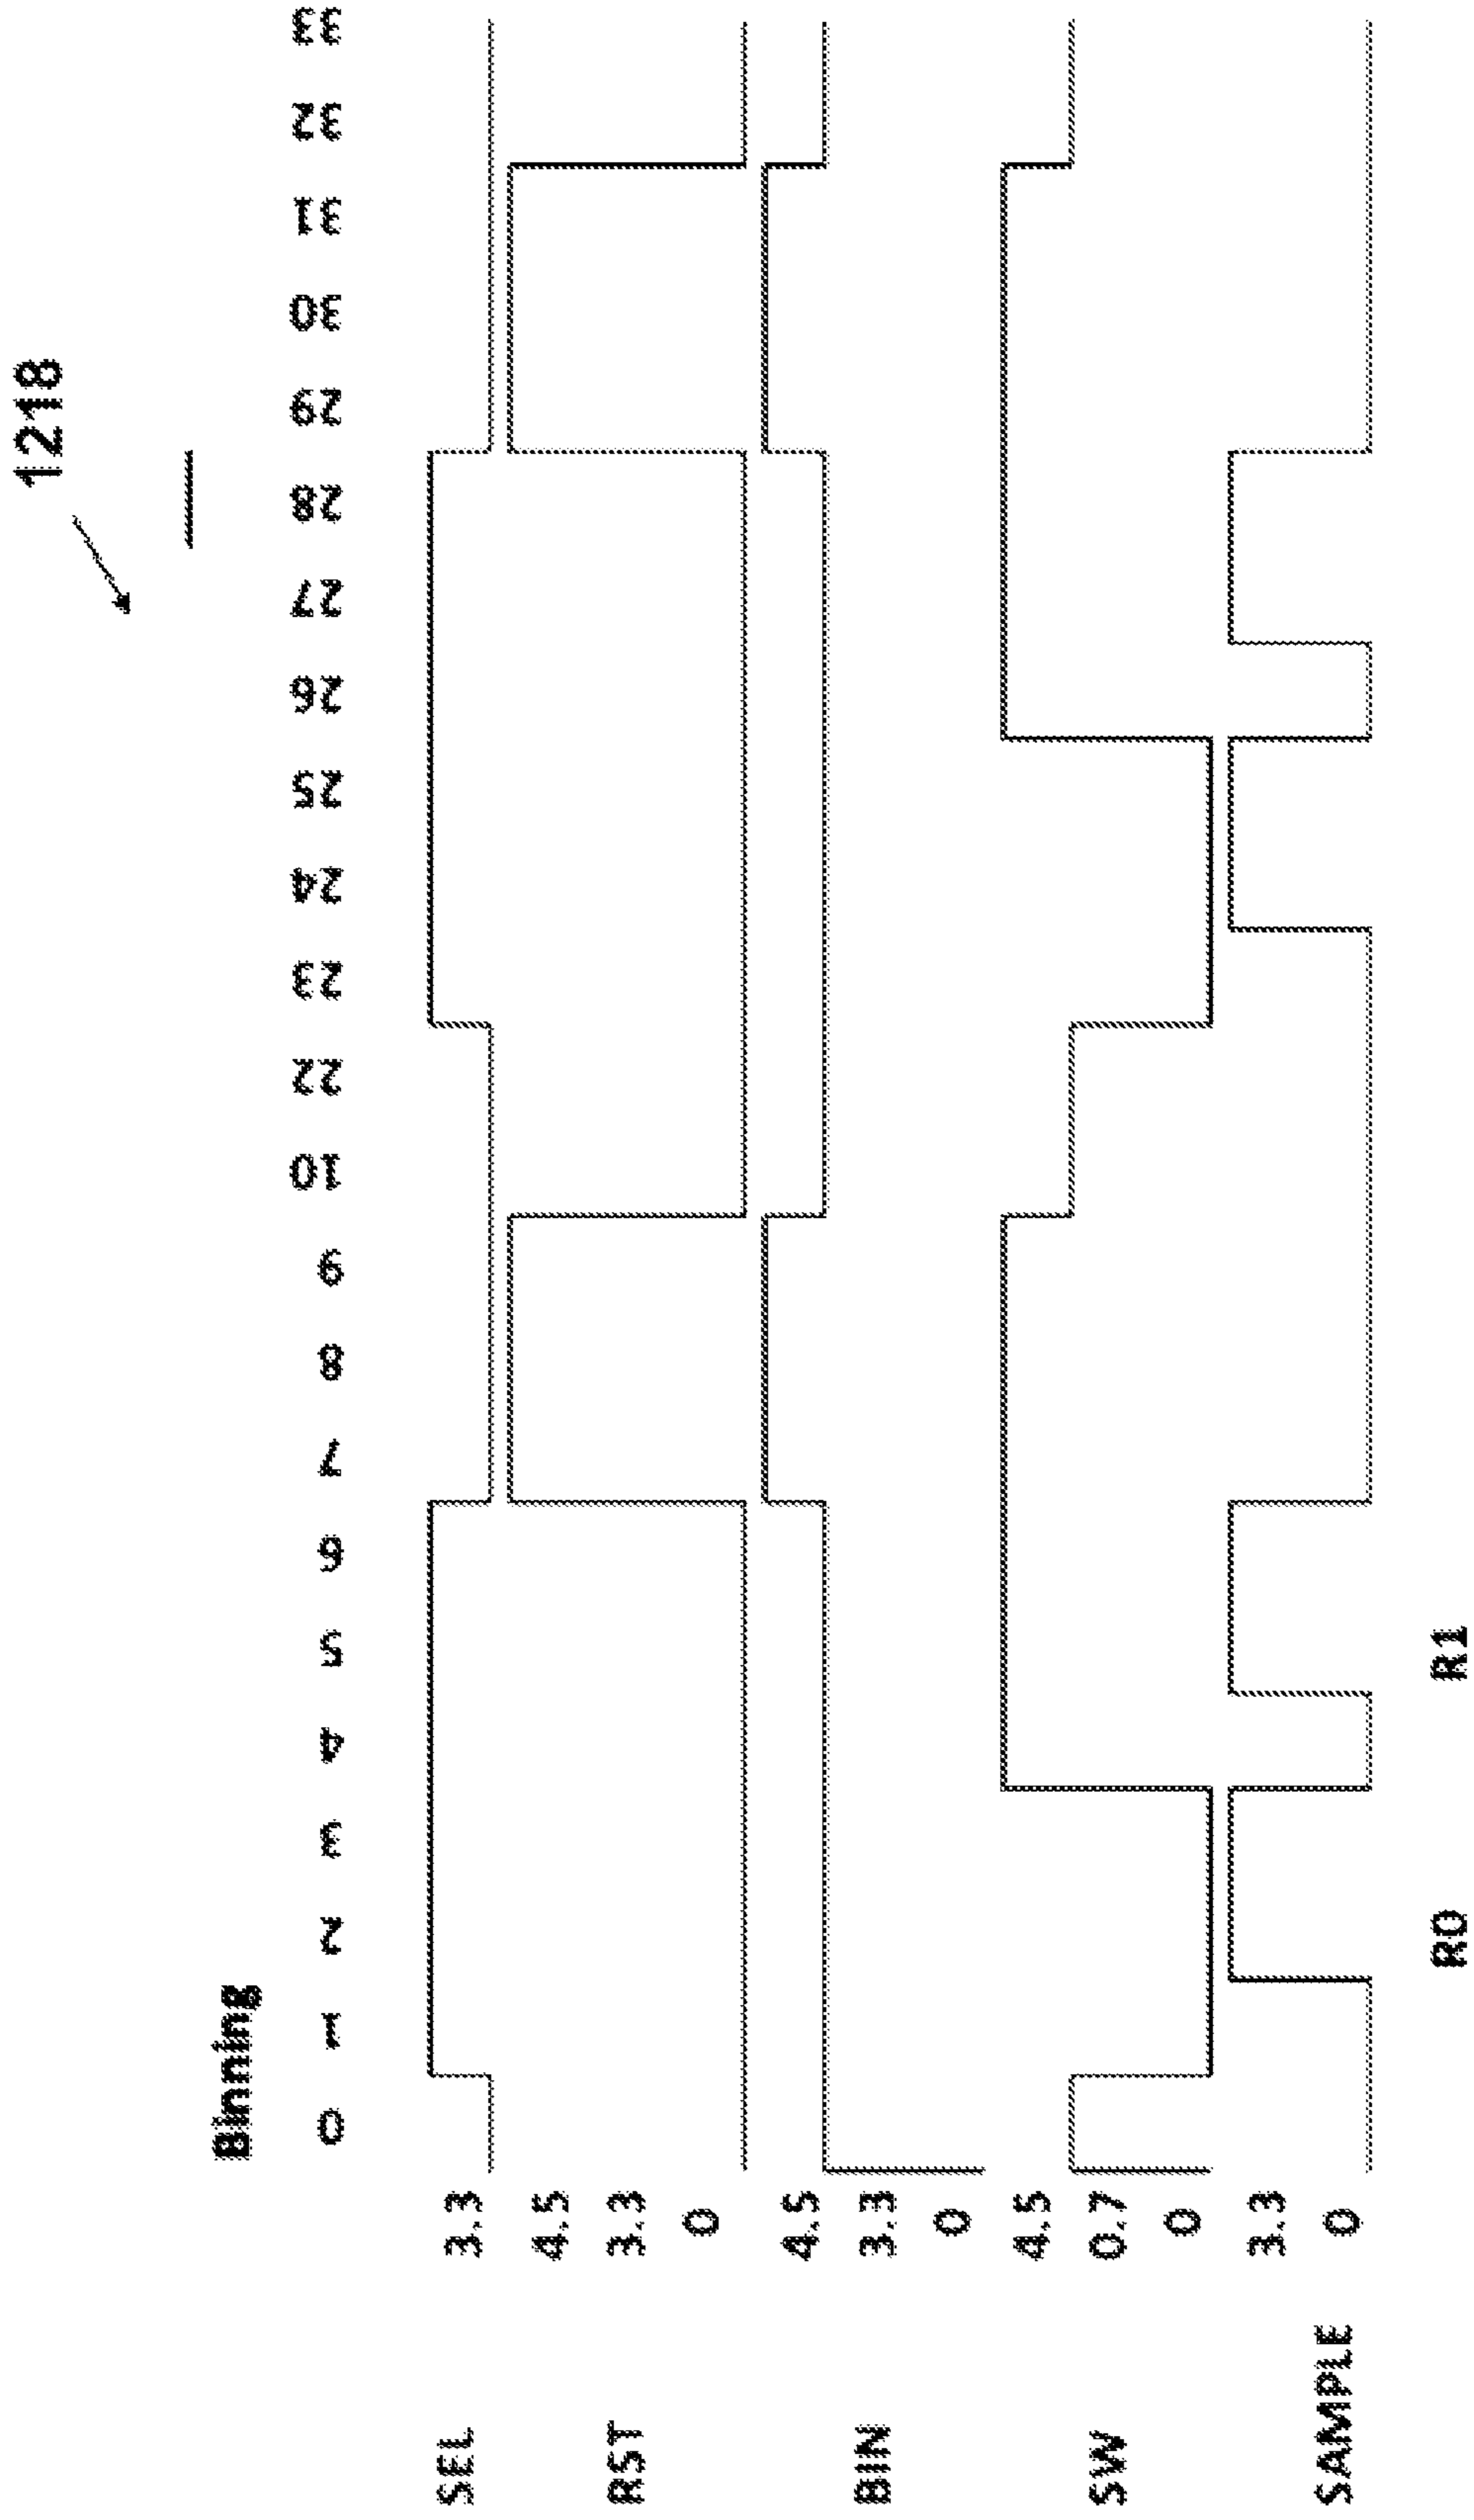 1218
Binning
0 1 2 3 4 5 6 7 8 9 10 22 23 24 25 26 27 28 29 30 31 32 33
SEL 3.3
4.5
RST 3.3
0
4.5
BIN 3.3
0
4.5
SW 0.7
0
3.3
SAMPLE 0
R0 R1